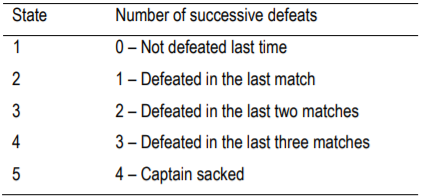 State Number of successive defeats
1 0 – Not defeated last time
2 1 – Defeated in the last match
3 2 – Defeated in the last two matches
4 3 – Defeated in the last three matches
5 4 – Captain sacked